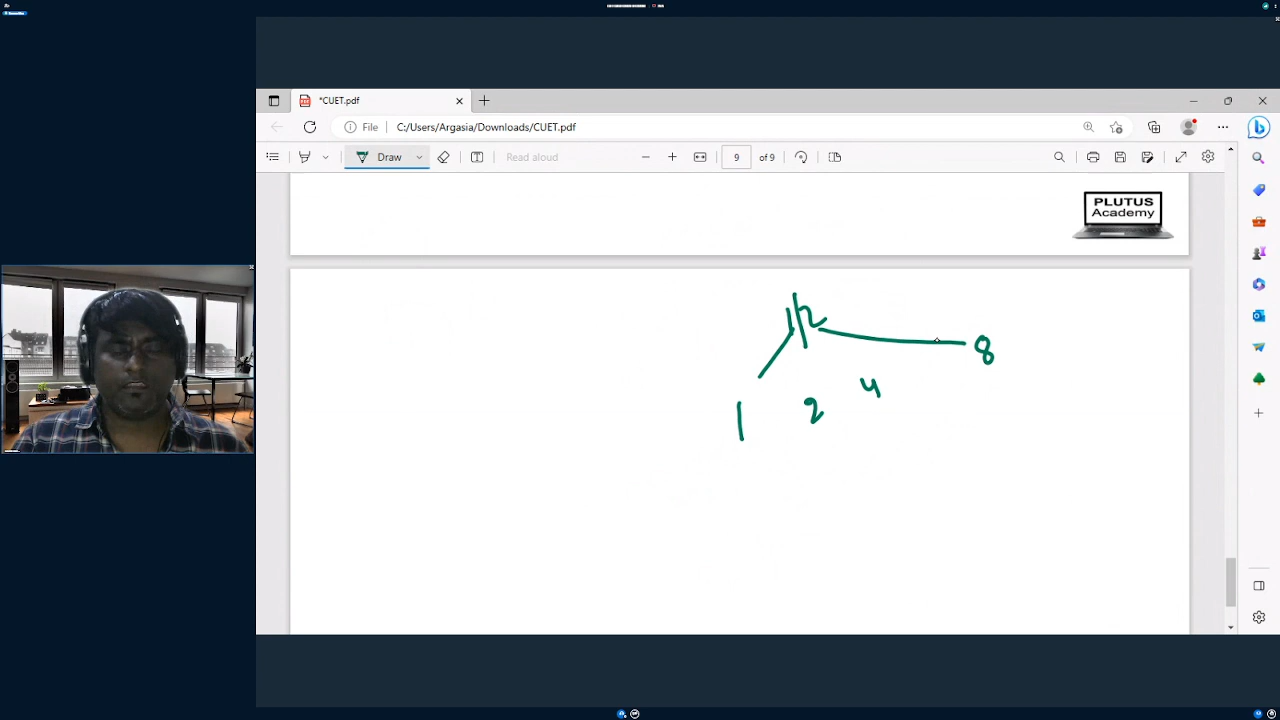 *CUET.pdf
File C:/Users/Argasia/Downloads/CUET.pdf
Draw Read aloud 9 of 9
PLUTUS
Academy
12
8
4
1 2